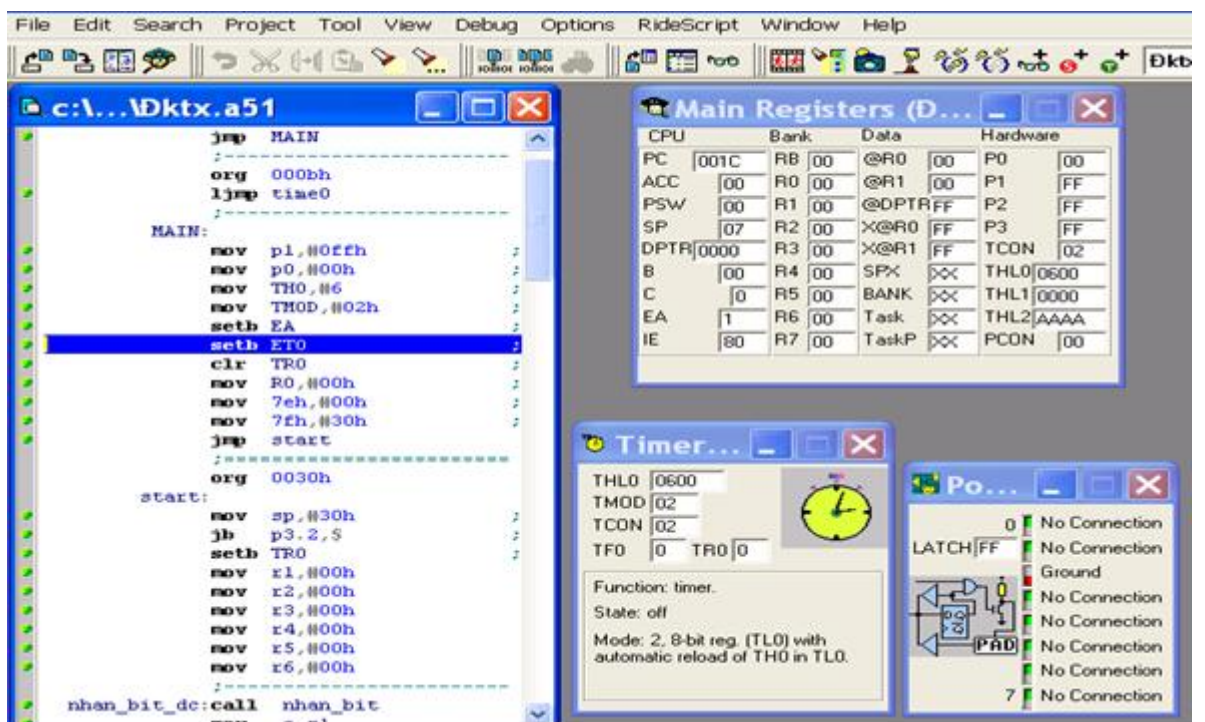 File Edit Search Project Tool View Debug Options RideScript Window Help
Đktx
c:\...\Đktx.a51
jmp MAIN
;------------------------------
org 000bh
ljmp time0
;------------------------------
MAIN:
mov p1,#0ffh ;
mov p0,#00h ;
mov TH0,#6 ;
mov TMOD,#02h ;
setb EA ;
setb ET0 ;
clr TR0 ;
mov R0,#00h ;
mov 7eh,#00h ;
mov 7fh,#30h ;
jmp start
;==============================
org 0030h
start:
mov sp,#30h ;
jb p3.2,$ ;
setb TR0 ;
mov r1,#00h
mov r2,#00h
mov r3,#00h
mov r4,#00h
mov r5,#00h
mov r6,#00h
;------------------------------
nhan_bit_dc:call nhan_bit
Main Registers (Đ...
CPU Bank Data Hardware
PC 001C RB 00 @R0 00 P0 00
ACC 00 R0 00 @R1 00 P1 FF
PSW 00 R1 00 @DPTR FF P2 FF
SP 07 R2 00 X@R0 FF P3 FF
DPTR 0000 R3 00 X@R1 FF TCON 02
B 00 R4 00 SPX XX THL0 0600
C 0 R5 00 BANK XX THL1 0000
EA 1 R6 00 Task XX THL2 AAAA
IE 80 R7 00 TaskP XX PCON 00
Timer...
THL0 0600
TMOD 02
TCON 02
TF0 0 TR0 0
Function: timer.
State: off
Mode: 2, 8-bit reg. (TL0) with
automatic reload of TH0 in TL0.
Po...
0 No Connection
LATCH FF No Connection
Ground
No Connection
No Connection
PAD No Connection
No Connection
7 No Connection